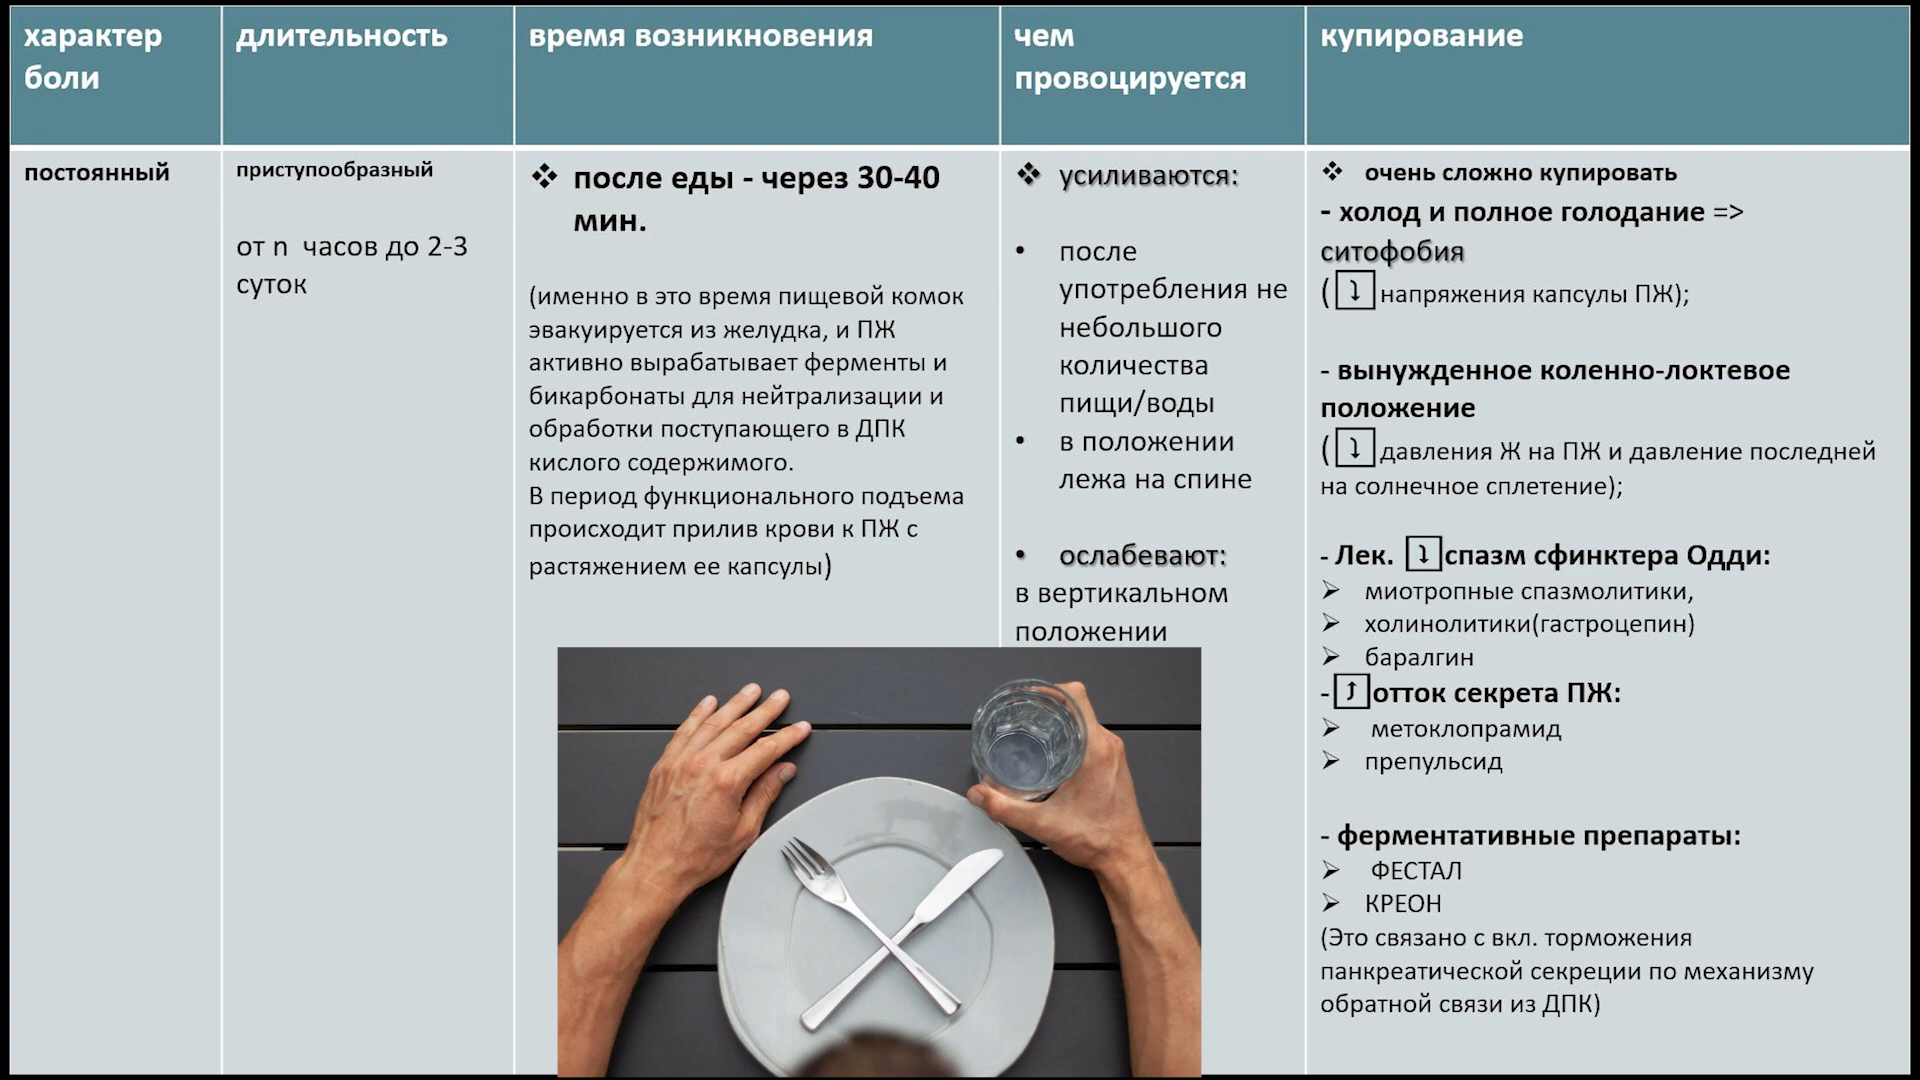 характер
боли
длительность
время возникновения
чем
провоцируется
купирование
постоянный
приступообразный
от n часов до 2-3
суток
❖ после еды - через 30-40
мин.
(именно в это время пищевой комок
эвакуируется из желудка, и ПЖ
активно вырабатывает ферменты и
бикарбонаты для нейтрализации и
обработки поступающего в ДПК
кислого содержимого.
В период функционального подъема
происходит прилив крови к ПЖ с
растяжением ее капсулы)
❖ усиливаются:
• после
употребления не
небольшого
количества
пищи/воды
• в положении
лежа на спине
• ослабевают:
в вертикальном
положении
❖ очень сложно купировать
- холод и полное голодание =>
ситофобия
(⤵ напряжения капсулы ПЖ);
- вынужденное коленно-локтевое
положение
(⤵ давления Ж на ПЖ и давление последней
на солнечное сплетение);
- Лек. ⤵ спазм сфинктера Одди:
➢ миотропные спазмолитики,
➢ холинолитики(гастроцепин)
➢ баралгин
-⤴ отток секрета ПЖ:
➢ метоклопрамид
➢ препульсид
- ферментативные препараты:
➢ ФЕСТАЛ
➢ КРЕОН
(Это связано с вкл. торможения
панкреатической секреции по механизму
обратной связи из ДПК)